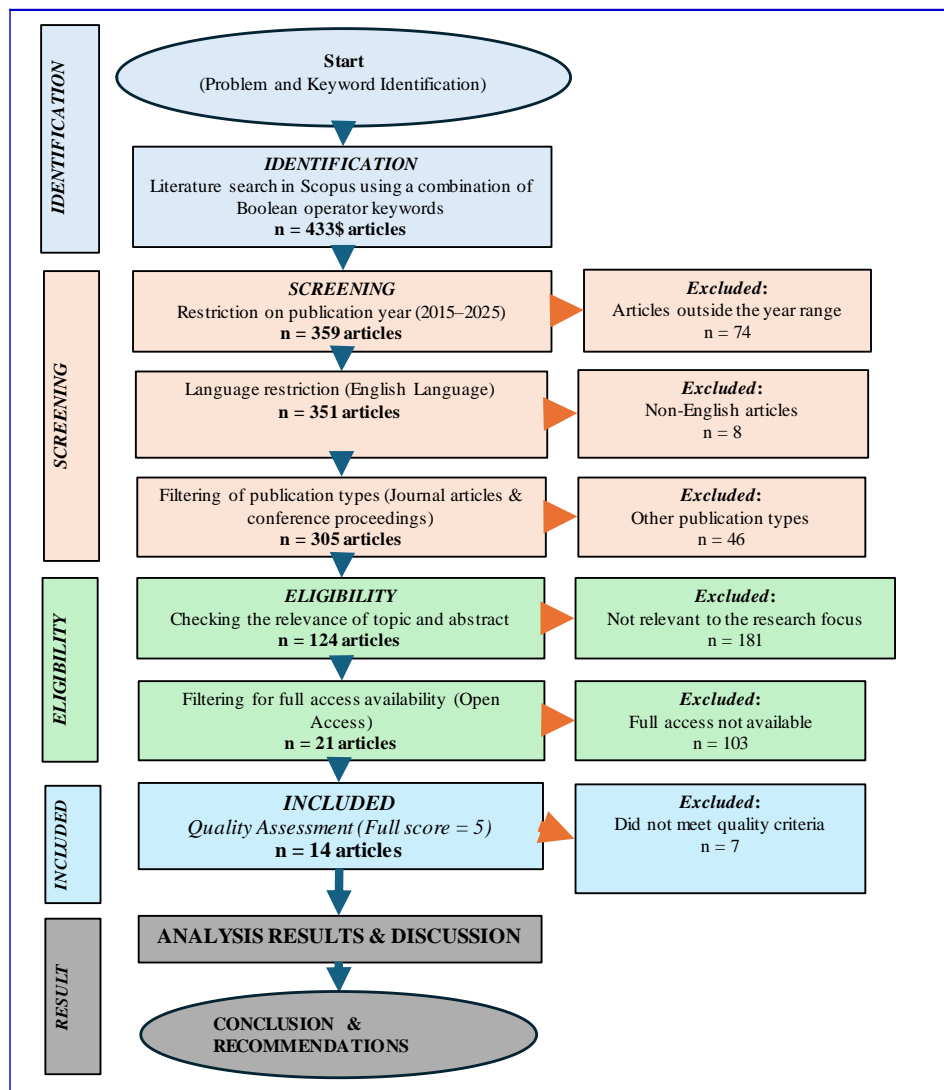 IDENTIFICATION
Start
(Problem and Keyword Identification)
IDENTIFICATION
Literature search in Scopus using a combination of
Boolean operator keywords
n = 433$ articles
SCREENING
SCREENING
Restriction on publication year (2015–2025)
n = 359 articles
Excluded:
Articles outside the year range
n = 74
Language restriction (English Language)
n = 351 articles
Excluded:
Non-English articles
n = 8
Filtering of publication types (Journal articles &
conference proceedings)
n = 305 articles
Excluded:
Other publication types
n = 46
ELIGIBILITY
ELIGIBILITY
Checking the relevance of topic and abstract
n = 124 articles
Excluded:
Not relevant to the research focus
n = 181
Filtering for full access availability (Open
Access)
n = 21 articles
Excluded:
Full access not available
n = 103
INCLUDED
INCLUDED
Quality Assessment (Full score = 5)
n = 14 articles
Excluded:
Did not meet quality criteria
n = 7
RESULT
ANALYSIS RESULTS & DISCUSSION
CONCLUSION &
RECOMMENDATIONS